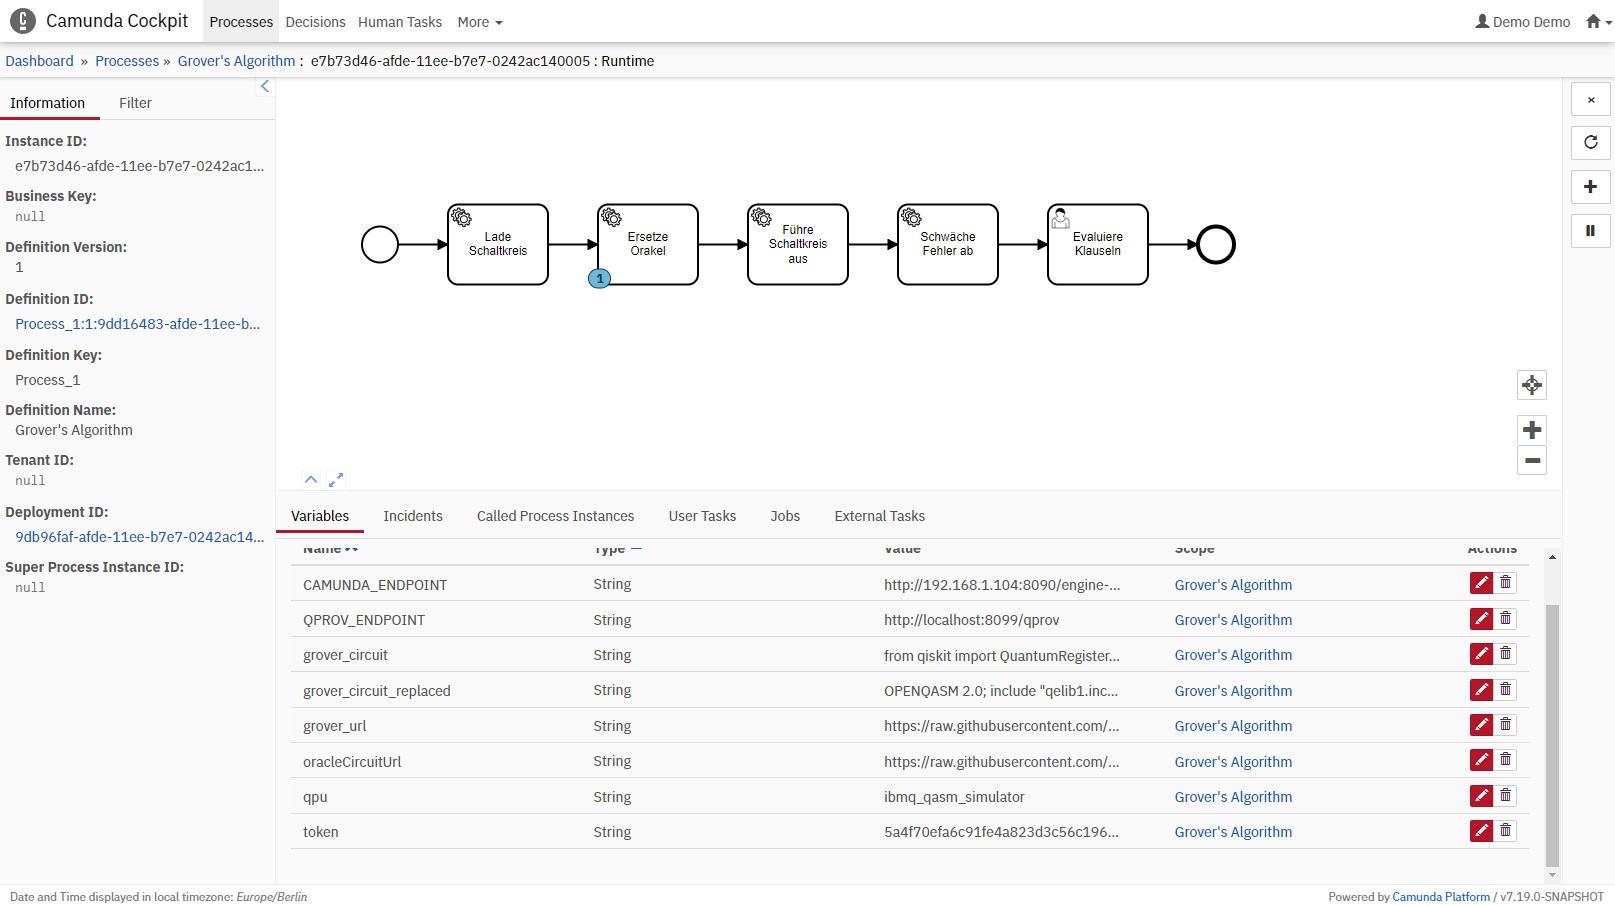 Camunda Cockpit Processes Decisions Human Tasks More Demo Demo
Dashboard » Processes » Grover's Algorithm : e7b73d46-afde-11ee-b7e7-0242ac140005 : Runtime
Information Filter
Instance ID:
e7b73d46-afde-11ee-b7e7-0242ac1...
Business Key:
null
Definition Version:
1
Definition ID:
Process_1:1:9dd16483-afde-11ee-b...
Definition Key:
Process_1
Definition Name:
Grover's Algorithm
Tenant ID:
null
Deployment ID:
9db96faf-afde-11ee-b7e7-0242ac14...
Super Process Instance ID:
null
Lade
Schaltkreis
Ersetze
Orakel
1
Führe
Schaltkreis
aus
Schwäche
Fehler ab
Evaluiere
Klauseln
Variables Incidents Called Process Instances User Tasks Jobs External Tasks
Name Type Value Scope Actions
CAMUNDA_ENDPOINT String http://192.168.1.104:8090/engine-... Grover's Algorithm
QPROV_ENDPOINT String http://localhost:8099/qprov Grover's Algorithm
grover_circuit String from qiskit import QuantumRegister... Grover's Algorithm
grover_circuit_replaced String OPENQASM 2.0; include "qelib1.inc... Grover's Algorithm
grover_url String https://raw.githubusercontent.com/... Grover's Algorithm
oracleCircuitUrl String https://raw.githubusercontent.com/... Grover's Algorithm
qpu String ibmq_qasm_simulator Grover's Algorithm
token String 5a4f70efa6c91fe4a823d3c56c196... Grover's Algorithm
Date and Time displayed in local timezone: Europe/Berlin Powered by Camunda Platform / v7.19.0-SNAPSHOT